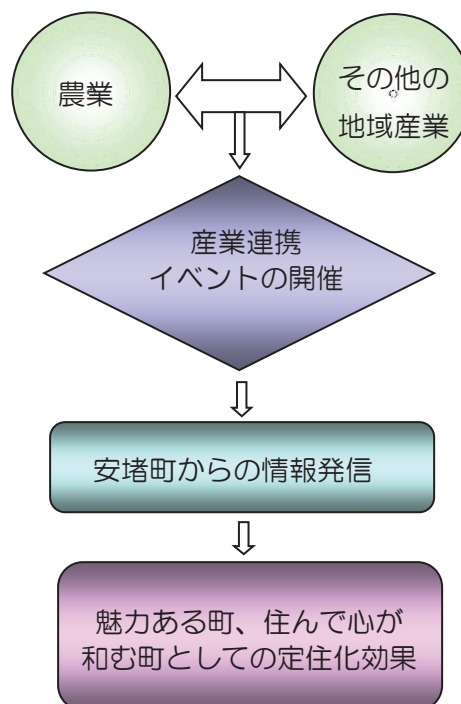 農業
その他の
地域産業
産業連携
イベントの開催
安堵町からの情報発信
魅力ある町、住んで心が
和む町としての定住化効果